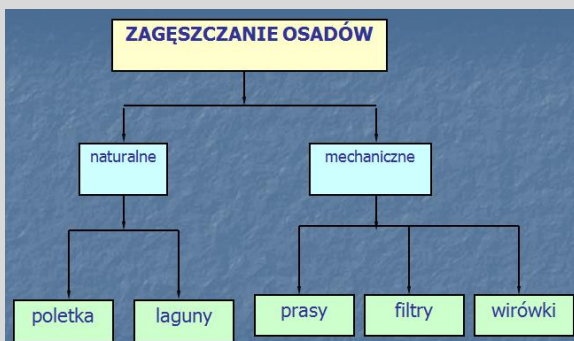 ZAGĘSZCZANIE OSADÓW
naturalne
mechaniczne
poletka
laguny
prasy
filtry
wirówki